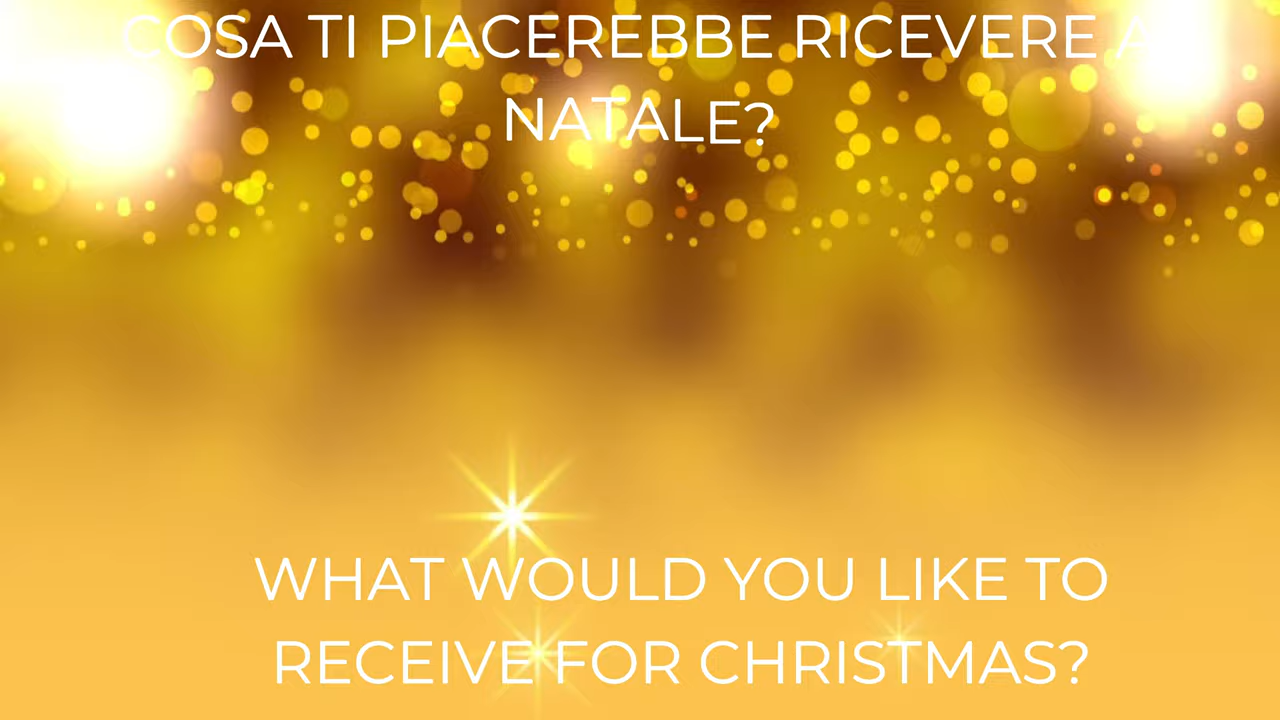 COSA TI PIACEREBBE RICEVERE A
NATALE?
WHAT WOULD YOU LIKE TO
RECEIVE FOR CHRISTMAS?